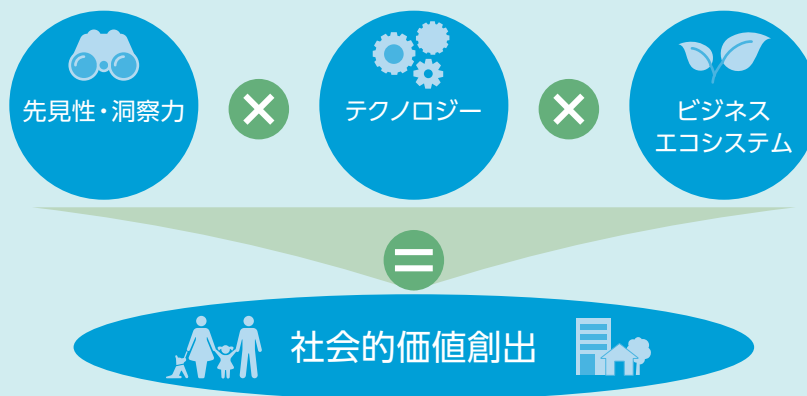 先見性・洞察力
×
テクノロジー
×
ビジネス
エコシステム
=
社会的価値創出